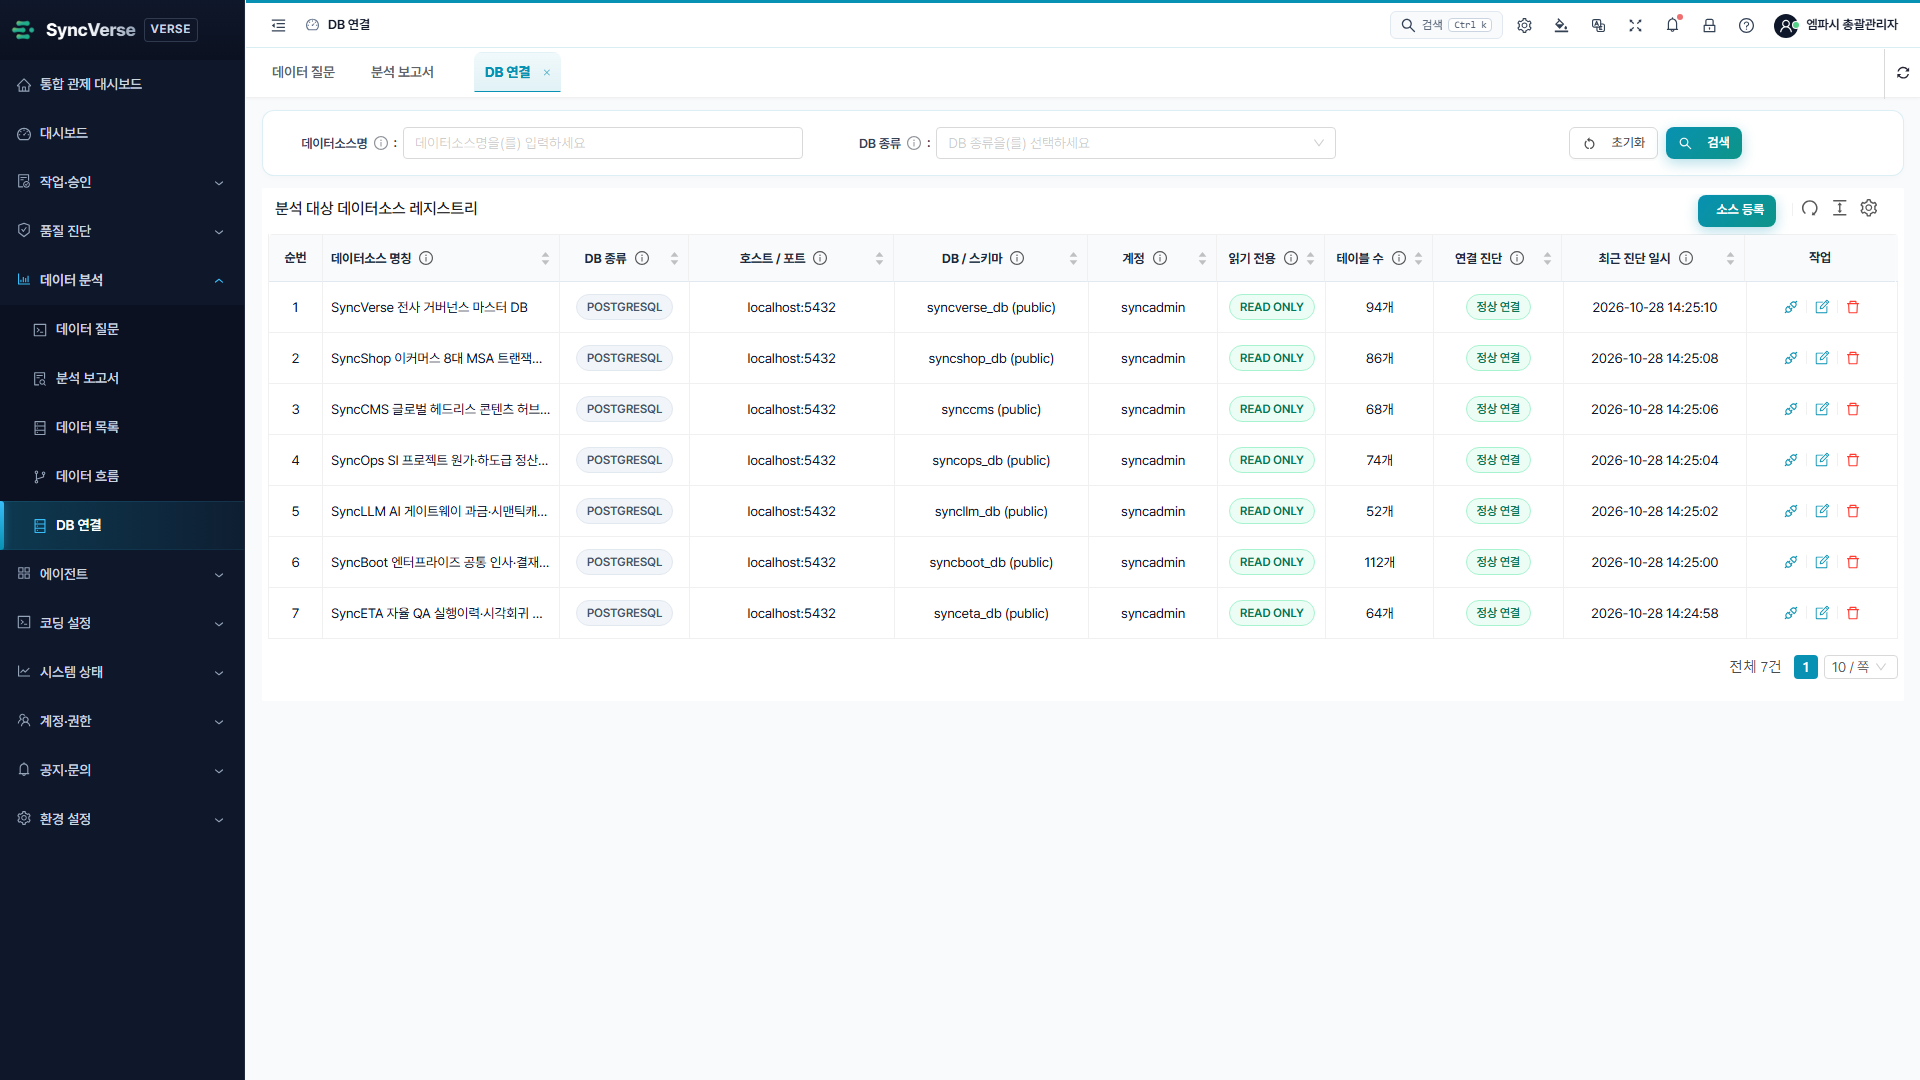 SyncVerse VERSE
통합 관제 대시보드
대시보드
작업·승인
품질 진단
데이터 분석
데이터 질문
분석 보고서
데이터 목록
데이터 흐름
DB 연결
에이전트
코딩 설정
시스템 상태
계정·권한
공지·문의
환경 설정
DB 연결
검색 Ctrl k
엠파시 총괄관리자
데이터 질문 분석 보고서 DB 연결 ×
데이터소스명 : 데이터소스명을(를) 입력하세요 DB 종류 : DB 종류을(를) 선택하세요 초기화 검색
분석 대상 데이터소스 레지스트리 소스 등록
순번 데이터소스 명칭 DB 종류 호스트 / 포트 DB / 스키마 계정 읽기 전용 테이블 수 연결 진단 최근 진단 일시 작업
1 SyncVerse 전사 거버넌스 마스터 DB POSTGRESQL localhost:5432 syncverse_db (public) syncadmin READ ONLY 94개 정상 연결 2026-10-28 14:25:10
2 SyncShop 이커머스 8대 MSA 트랜잭... POSTGRESQL localhost:5432 syncshop_db (public) syncadmin READ ONLY 86개 정상 연결 2026-10-28 14:25:08
3 SyncCMS 글로벌 헤드리스 콘텐츠 허브... POSTGRESQL localhost:5432 synccms (public) syncadmin READ ONLY 68개 정상 연결 2026-10-28 14:25:06
4 SyncOps SI 프로젝트 원가·하도급 정산... POSTGRESQL localhost:5432 syncops_db (public) syncadmin READ ONLY 74개 정상 연결 2026-10-28 14:25:04
5 SyncLLM AI 게이트웨이 과금·시맨틱캐... POSTGRESQL localhost:5432 syncllm_db (public) syncadmin READ ONLY 52개 정상 연결 2026-10-28 14:25:02
6 SyncBoot 엔터프라이즈 공통 인사·결재... POSTGRESQL localhost:5432 syncboot_db (public) syncadmin READ ONLY 112개 정상 연결 2026-10-28 14:25:00
7 SyncETA 자율 QA 실행이력·시각회귀 ... POSTGRESQL localhost:5432 synceta_db (public) syncadmin READ ONLY 64개 정상 연결 2026-10-28 14:24:58
전체 7건 1 10 / 쪽